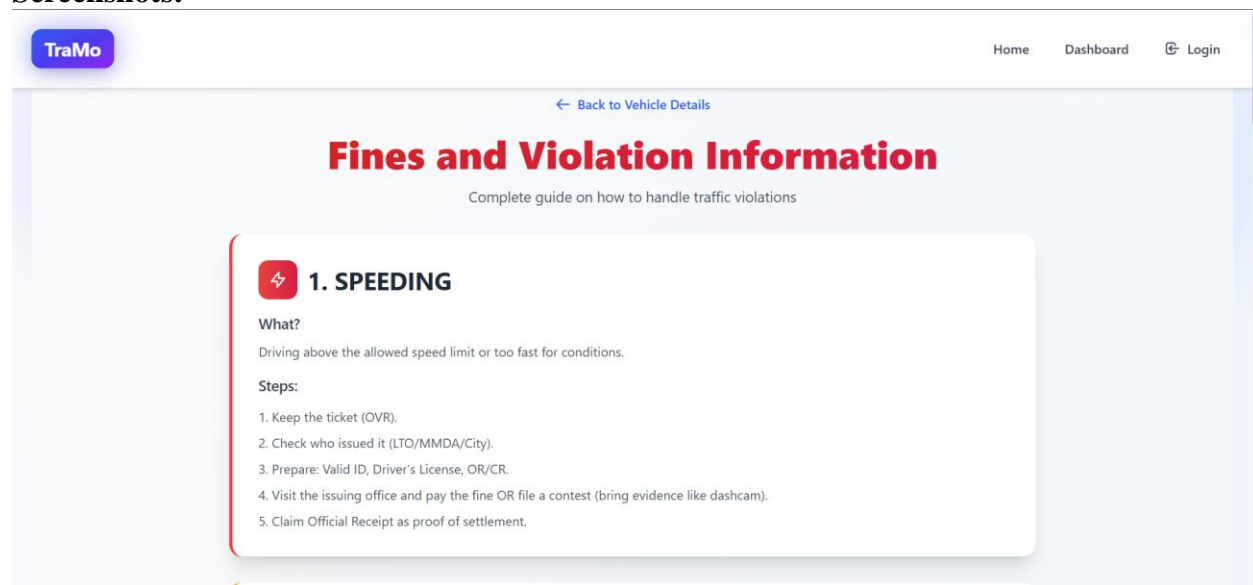 Screenshots:
TraMo
Home Dashboard Login
← Back to Vehicle Details
Fines and Violation Information
Complete guide on how to handle traffic violations
1. SPEEDING
What?
Driving above the allowed speed limit or too fast for conditions.
Steps:
1. Keep the ticket (OVR).
2. Check who issued it (LTO/MMDA/City).
3. Prepare: Valid ID, Driver's License, OR/CR.
4. Visit the issuing office and pay the fine OR file a contest (bring evidence like dashcam).
5. Claim Official Receipt as proof of settlement.